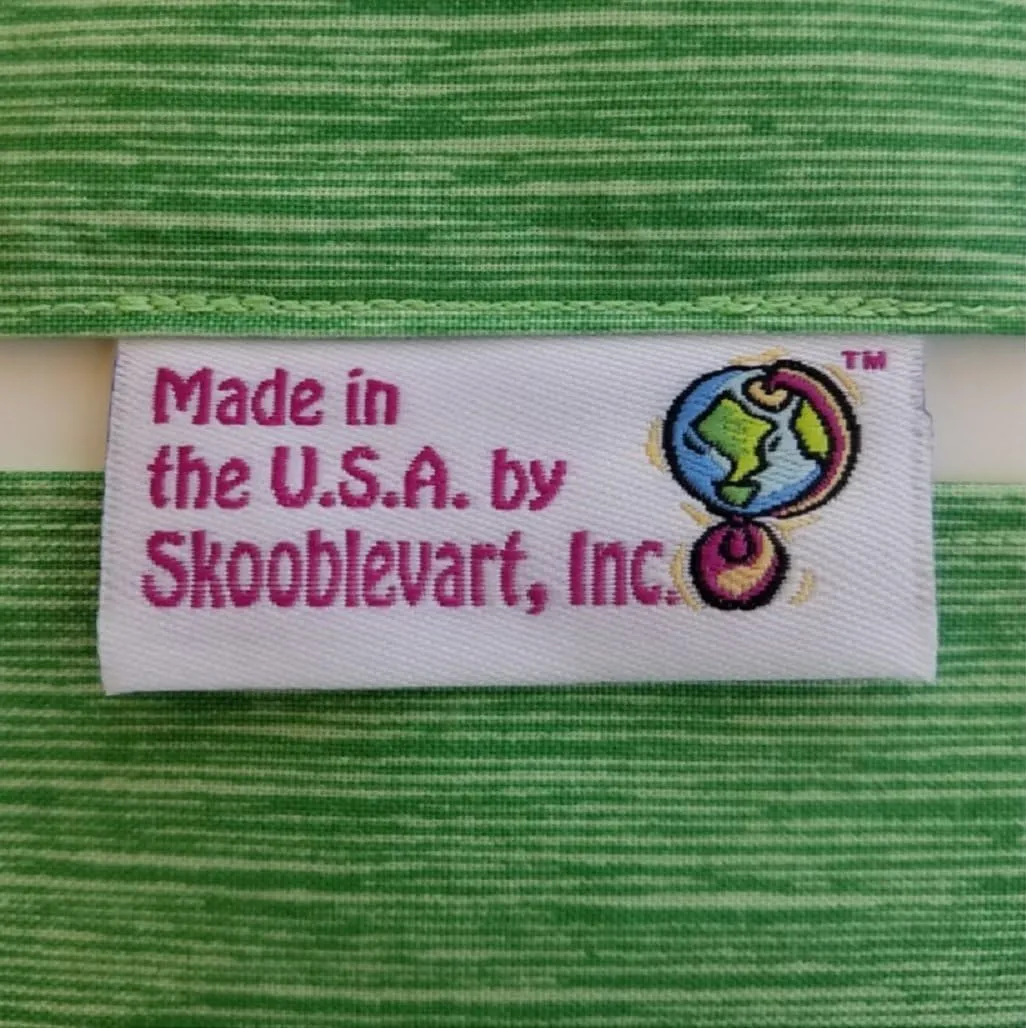 Made in
the U.S.A. by
Skooblevart, Inc.
TM